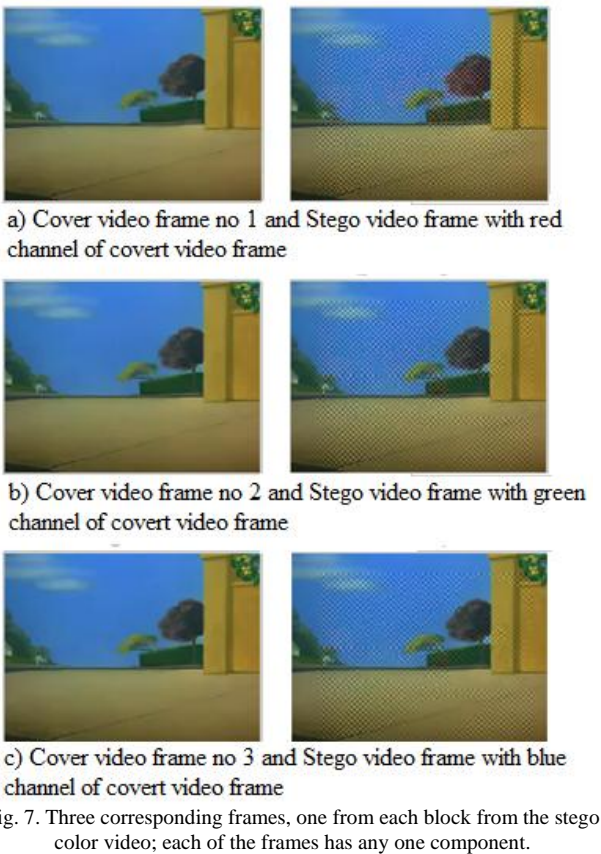 a) Cover video frame no 1 and Stego video frame with red
channel of covert video frame
b) Cover video frame no 2 and Stego video frame with green
channel of covert video frame
c) Cover video frame no 3 and Stego video frame with blue
channel of covert video frame
ig. 7. Three corresponding frames, one from each block from the stego
color video; each of the frames has any one component.